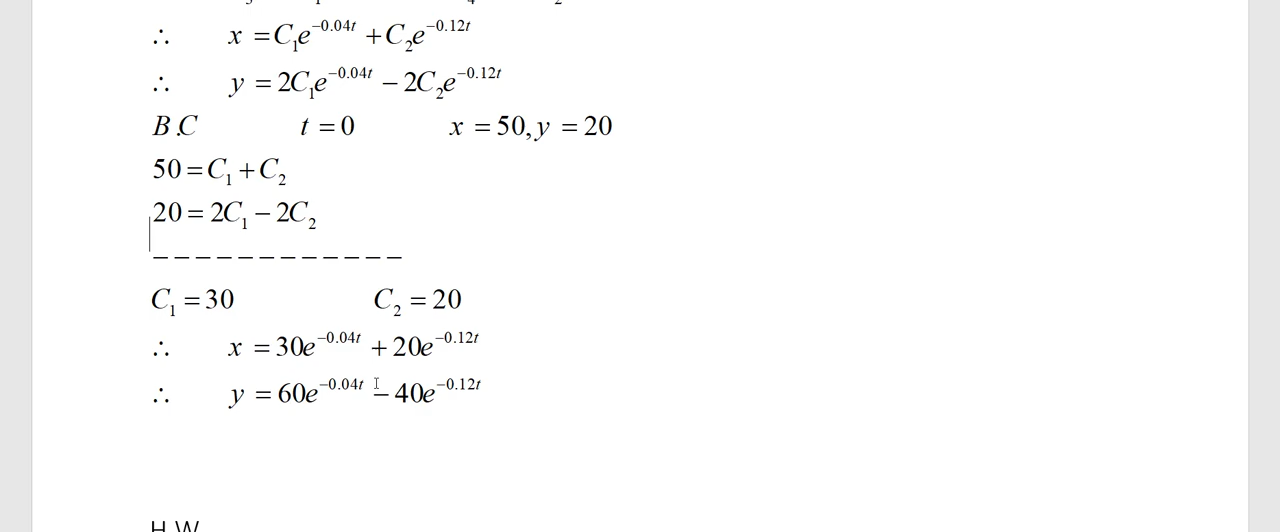 ∴ x = C₁e^{−0.04t} + C₂e^{−0.12t}
∴ y = 2C₁e^{−0.04t} − 2C₂e^{−0.12t}
B.C t = 0 x = 50, y = 20
50 = C₁ + C₂
20 = 2C₁ − 2C₂
− − − − − − − − − − − −
C₁ = 30 C₂ = 20
∴ x = 30e^{−0.04t} + 20e^{−0.12t}
∴ y = 60e^{−0.04t} − 40e^{−0.12t}
H.W